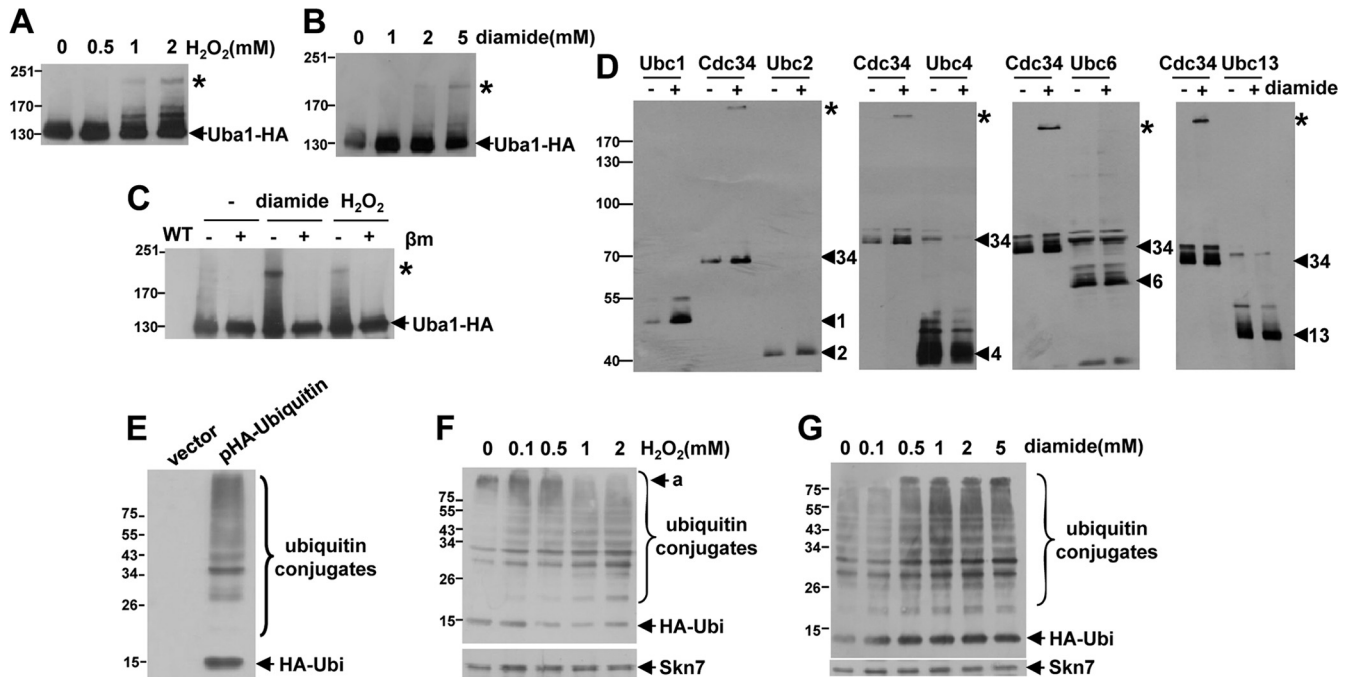 A
0 0.5 1 2 H₂O₂(mM)
251
170
130
*
Uba1-HA
B
0 1 2 5 diamide(mM)
251
170
130
*
Uba1-HA
C
- diamide H₂O₂
WT - + - + - + βm
251
170
130
*
Uba1-HA
D
Ubc1 Cdc34 Ubc2 Cdc34 Ubc4 Cdc34 Ubc6 Cdc34 Ubc13
- + - + - + - + - + - + - + - + - + diamide
170
130
100
70
55
40
*
34
1
2
*
34
4
*
34
6
*
34
13
E
vector
pHA-Ubiquitin
75
55
43
34
26
15
ubiquitin
conjugates
HA-Ubi
F
0 0.1 0.5 1 2 H₂O₂(mM)
75
55
43
34
26
15
a
ubiquitin
conjugates
HA-Ubi
Skn7
G
0 0.1 0.5 1 2 5 diamide(mM)
75
55
43
34
26
15
ubiquitin
conjugates
HA-Ubi
Skn7